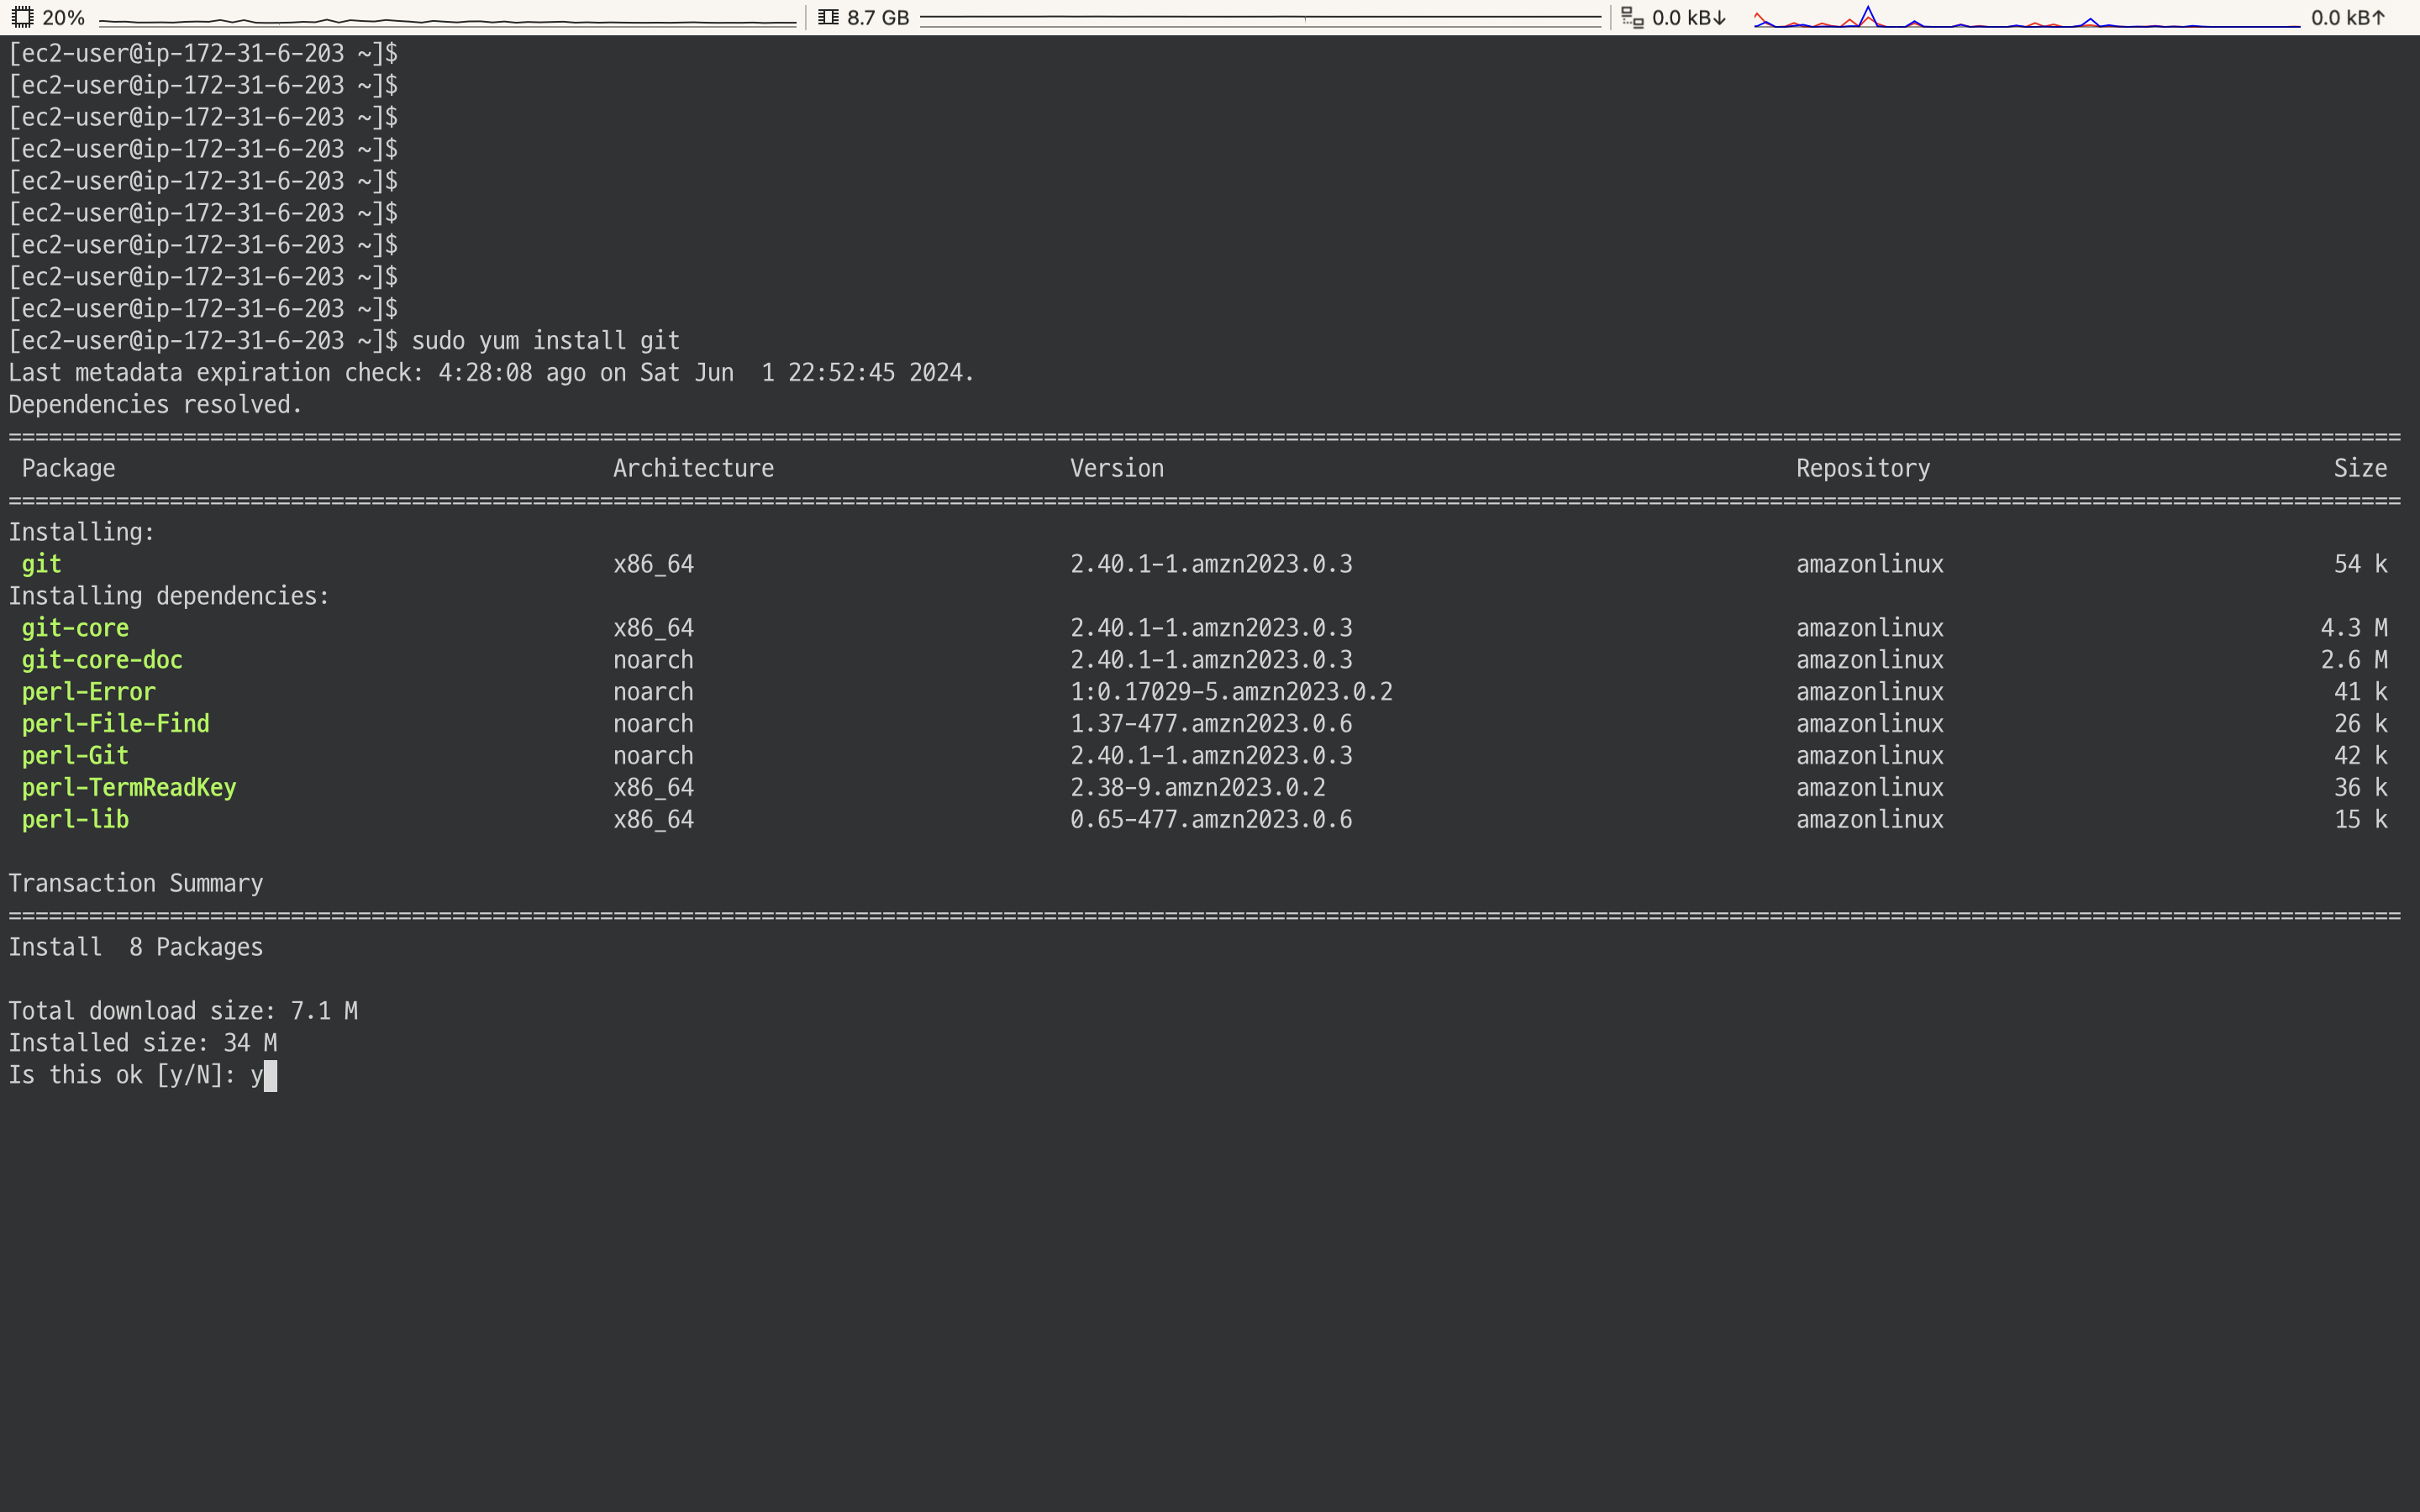 20% 8.7 GB 0.0 kB↓ 0.0 kB↑
[ec2-user@ip-172-31-6-203 ~]$
[ec2-user@ip-172-31-6-203 ~]$
[ec2-user@ip-172-31-6-203 ~]$
[ec2-user@ip-172-31-6-203 ~]$
[ec2-user@ip-172-31-6-203 ~]$
[ec2-user@ip-172-31-6-203 ~]$
[ec2-user@ip-172-31-6-203 ~]$
[ec2-user@ip-172-31-6-203 ~]$
[ec2-user@ip-172-31-6-203 ~]$
[ec2-user@ip-172-31-6-203 ~]$ sudo yum install git
Last metadata expiration check: 4:28:08 ago on Sat Jun  1 22:52:45 2024.
Dependencies resolved.
================================================================================
Package Architecture Version Repository Size
================================================================================
Installing:
git x86_64 2.40.1-1.amzn2023.0.3 amazonlinux 54 k
Installing dependencies:
git-core x86_64 2.40.1-1.amzn2023.0.3 amazonlinux 4.3 M
git-core-doc noarch 2.40.1-1.amzn2023.0.3 amazonlinux 2.6 M
perl-Error noarch 1:0.17029-5.amzn2023.0.2 amazonlinux 41 k
perl-File-Find noarch 1.37-477.amzn2023.0.6 amazonlinux 26 k
perl-Git noarch 2.40.1-1.amzn2023.0.3 amazonlinux 42 k
perl-TermReadKey x86_64 2.38-9.amzn2023.0.2 amazonlinux 36 k
perl-lib x86_64 0.65-477.amzn2023.0.6 amazonlinux 15 k
Transaction Summary
================================================================================
Install  8 Packages
Total download size: 7.1 M
Installed size: 34 M
Is this ok [y/N]: y